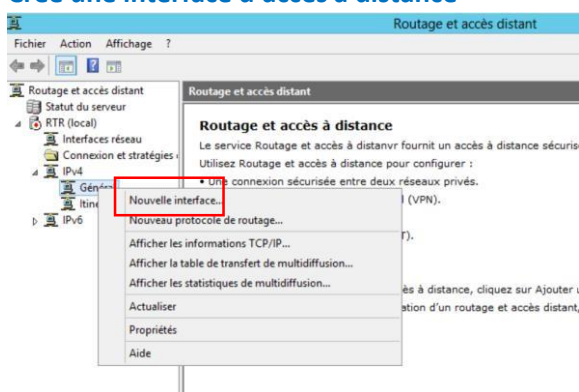 Crée une interface d'accès à distance
Routage et accès distant
Fichier Action Affichage ?
Routage et accès distant
Statut du serveur
RTR (local)
Interfaces réseau
Connexion et stratégies
IPv4
Général
IPv6
Routage et accès distant
Routage et accès à distance
Le service Routage et accès à distanvr fournit un accès à distance sécurisé
Utilisez Routage et accès à distance pour configurer :
• Une connexion sécurisée entre deux réseaux privés.
(VPN).
T).
ès à distance, cliquez sur Ajouter u
ation d'un routage et accès distant,
Nouvelle interface...
Nouveau protocole de routage...
Afficher les informations TCP/IP...
Afficher la table de transfert de multidiffusion...
Afficher les statistiques de multidiffusion...
Actualiser
Propriétés
Aide